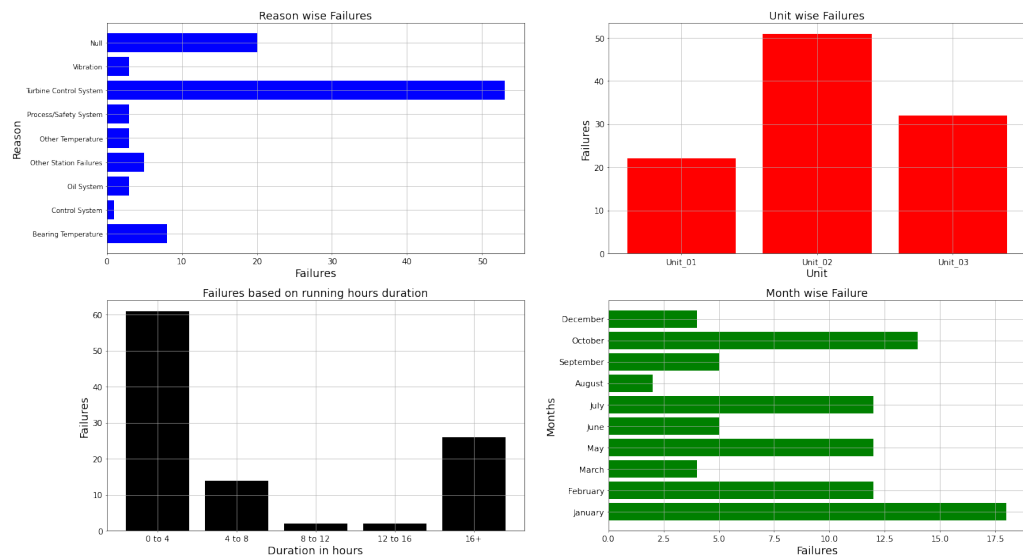 Reason wise Failures
Reason
Null
Vibration
Turbine Control System
Process/Safety System
Other Temperature
Other Station Failures
Oil System
Control System
Bearing Temperature
0 10 20 30 40 50
Failures
Unit wise Failures
Failures
50
40
30
20
10
0
Unit_01 Unit_02 Unit_03
Unit
Failures based on running hours duration
Failures
60
50
40
30
20
10
0
0 to 4 4 to 8 8 to 12 12 to 16 16+
Duration in hours
Month wise Failure
Months
December
October
September
August
July
June
May
March
February
January
0.0 2.5 5.0 7.5 10.0 12.5 15.0 17.5
Failures